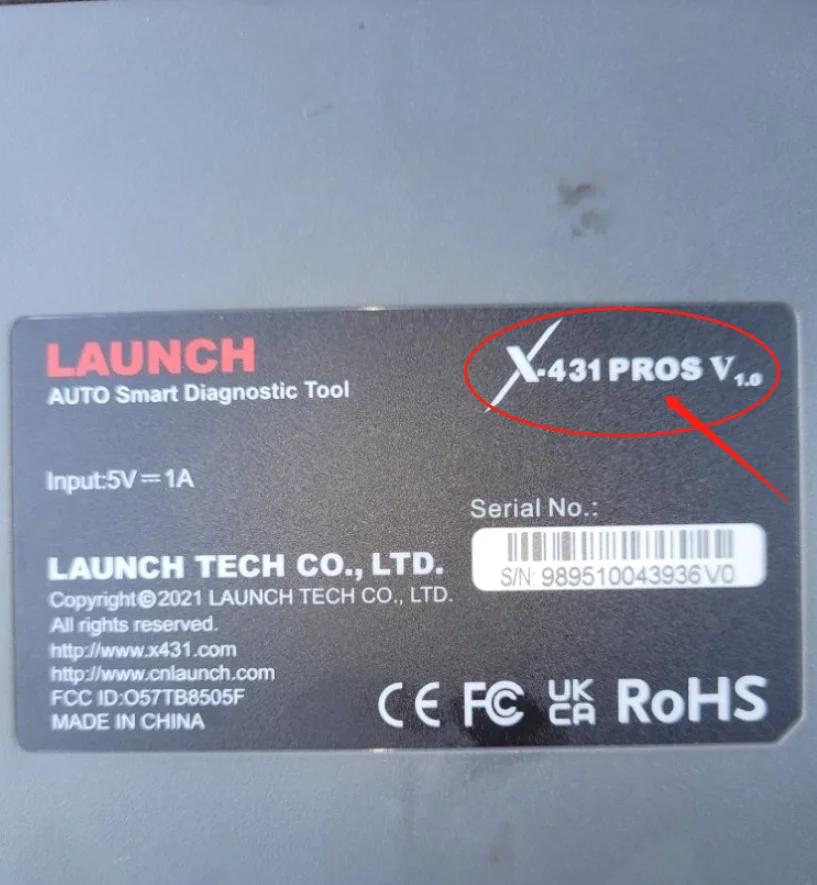 LAUNCH
AUTO Smart Diagnostic Tool
X-431 PROS V1.0
Input:5V⎓1A
Serial No.:
S/N: 989510043936V0
LAUNCH TECH CO., LTD.
Copyright©2021 LAUNCH TECH CO., LTD.
All rights reserved.
http://www.x431.com
http://www.cnlaunch.com
FCC ID:O57TB8505F
MADE IN CHINA
CE FC UK CA RoHS